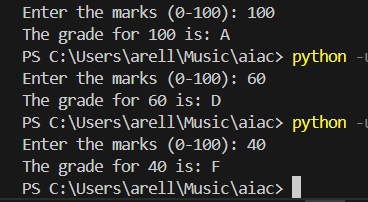 Enter the marks (0-100): 100
The grade for 100 is: A
PS C:\Users\arell\Music\aiac> python -u
Enter the marks (0-100): 60
The grade for 60 is: D
PS C:\Users\arell\Music\aiac> python -u
Enter the marks (0-100): 40
The grade for 40 is: F
PS C:\Users\arell\Music\aiac>